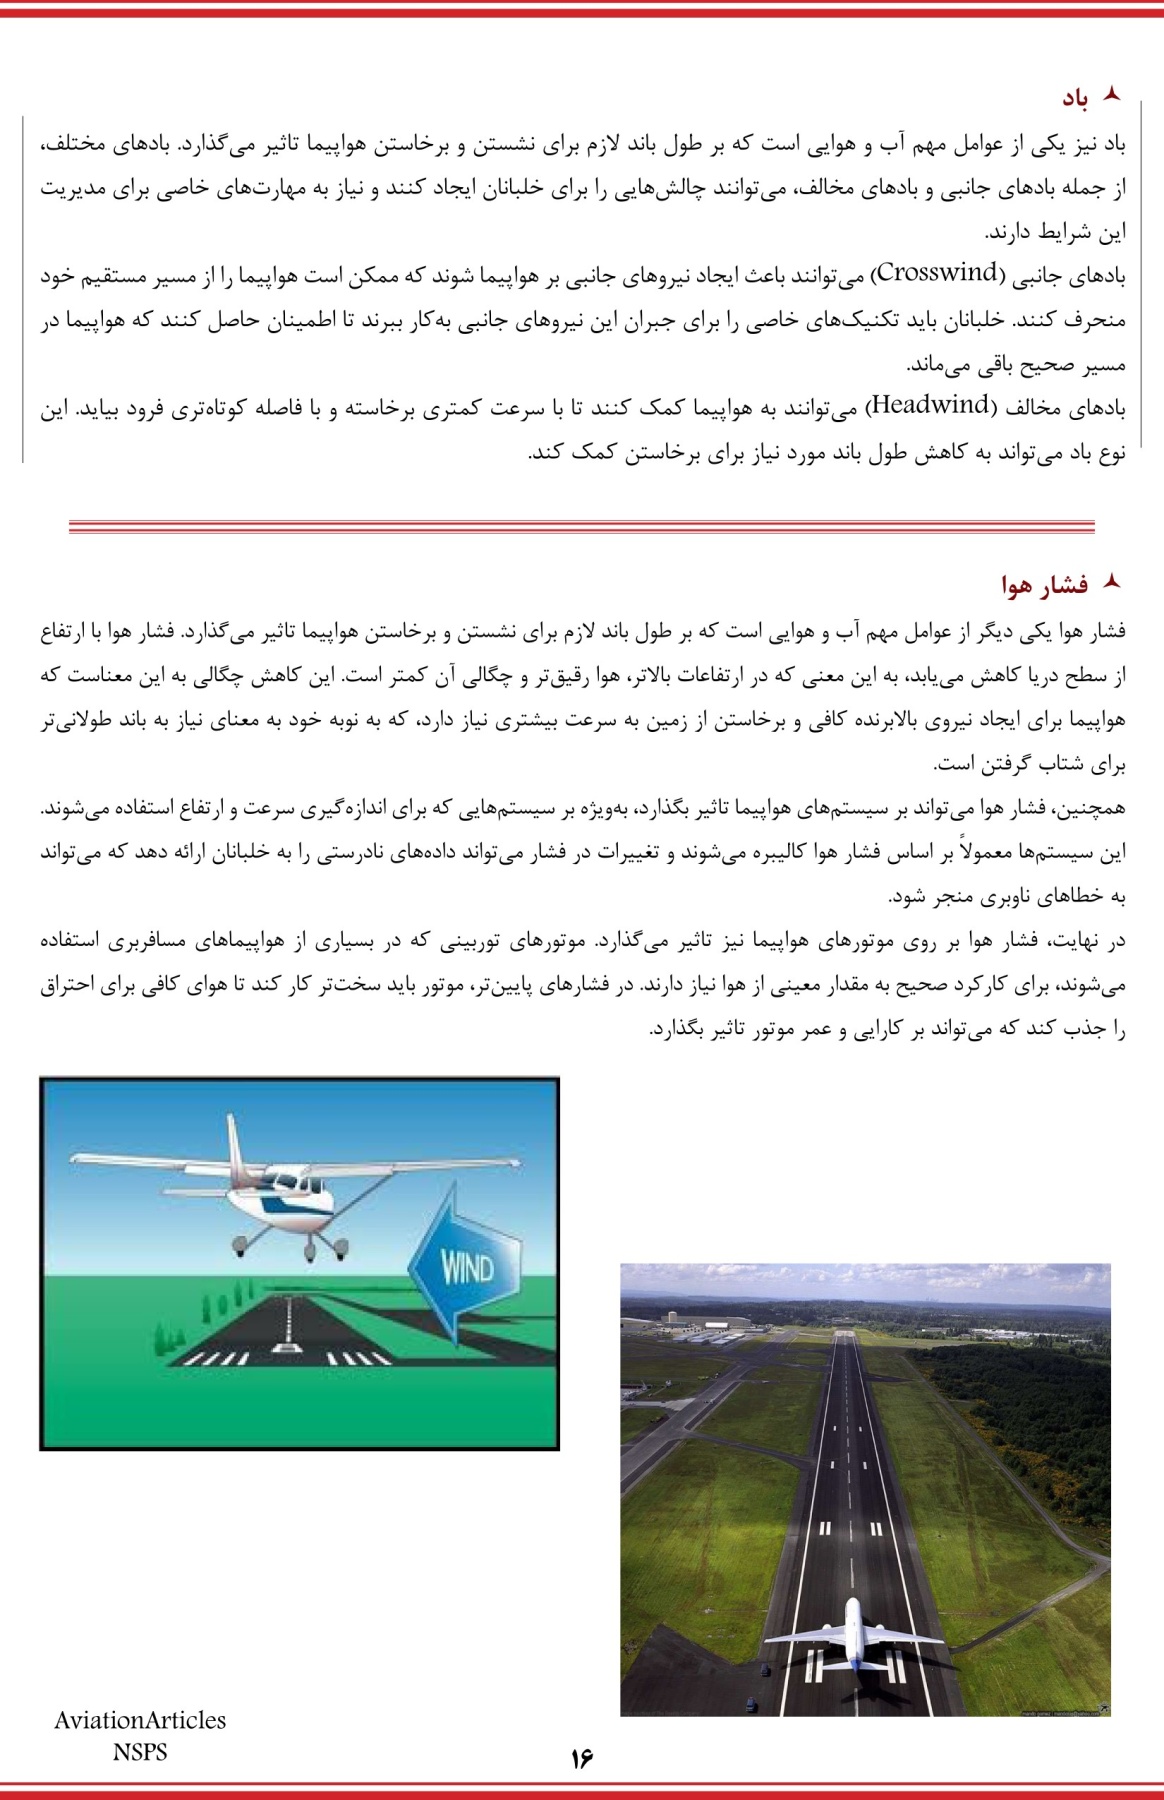 باد
باد نیز یکی از عوامل مهم آب و هوایی است که بر طول باند لازم برای نشستن و برخاستن هواپیما تاثیر می‌گذارد. بادهای مختلف،
از جمله بادهای جانبی و بادهای مخالف، می‌توانند چالش‌هایی را برای خلبانان ایجاد کنند و نیاز به مهارت‌های خاصی برای مدیریت
این شرایط دارند.
بادهای جانبی (Crosswind) می‌توانند باعث ایجاد نیروهای جانبی بر هواپیما شوند که ممکن است هواپیما را از مسیر مستقیم خود
منحرف کنند. خلبانان باید تکنیک‌های خاصی را برای جبران این نیروهای جانبی به‌کار ببرند تا اطمینان حاصل کنند که هواپیما در
مسیر صحیح باقی می‌ماند.
بادهای مخالف (Headwind) می‌توانند به هواپیما کمک کنند تا با سرعت کمتری برخاسته و با فاصله کوتاه‌تری فرود بیاید. این
نوع باد می‌تواند به کاهش طول باند مورد نیاز برای برخاستن کمک کند.
فشار هوا
فشار هوا یکی دیگر از عوامل مهم آب و هوایی است که بر طول باند لازم برای نشستن و برخاستن هواپیما تاثیر می‌گذارد. فشار هوا با ارتفاع
از سطح دریا کاهش می‌یابد، به این معنی که در ارتفاعات بالاتر، هوا رقیق‌تر و چگالی آن کمتر است. این کاهش چگالی به این معناست که
هواپیما برای ایجاد نیروی بالابرنده کافی و برخاستن از زمین به سرعت بیشتری نیاز دارد، که به نوبه خود به معنای نیاز به باند طولانی‌تر
برای شتاب گرفتن است.
همچنین، فشار هوا می‌تواند بر سیستم‌های هواپیما تاثیر بگذارد، به‌ویژه بر سیستم‌هایی که برای اندازه‌گیری سرعت و ارتفاع استفاده می‌شوند.
این سیستم‌ها معمولاً بر اساس فشار هوا کالیبره می‌شوند و تغییرات در فشار می‌تواند داده‌های نادرستی را به خلبانان ارائه دهد که می‌تواند
به خطاهای ناوبری منجر شود.
در نهایت، فشار هوا بر روی موتورهای هواپیما نیز تاثیر می‌گذارد. موتورهای توربینی که در بسیاری از هواپیماهای مسافربری استفاده
می‌شوند، برای کارکرد صحیح به مقدار معینی از هوا نیاز دارند. در فشارهای پایین‌تر، موتور باید سخت‌تر کار کند تا هوای کافی برای احتراق
را جذب کند که می‌تواند بر کارایی و عمر موتور تاثیر بگذارد.
WIND
AviationArticles
NSPS
۱۶